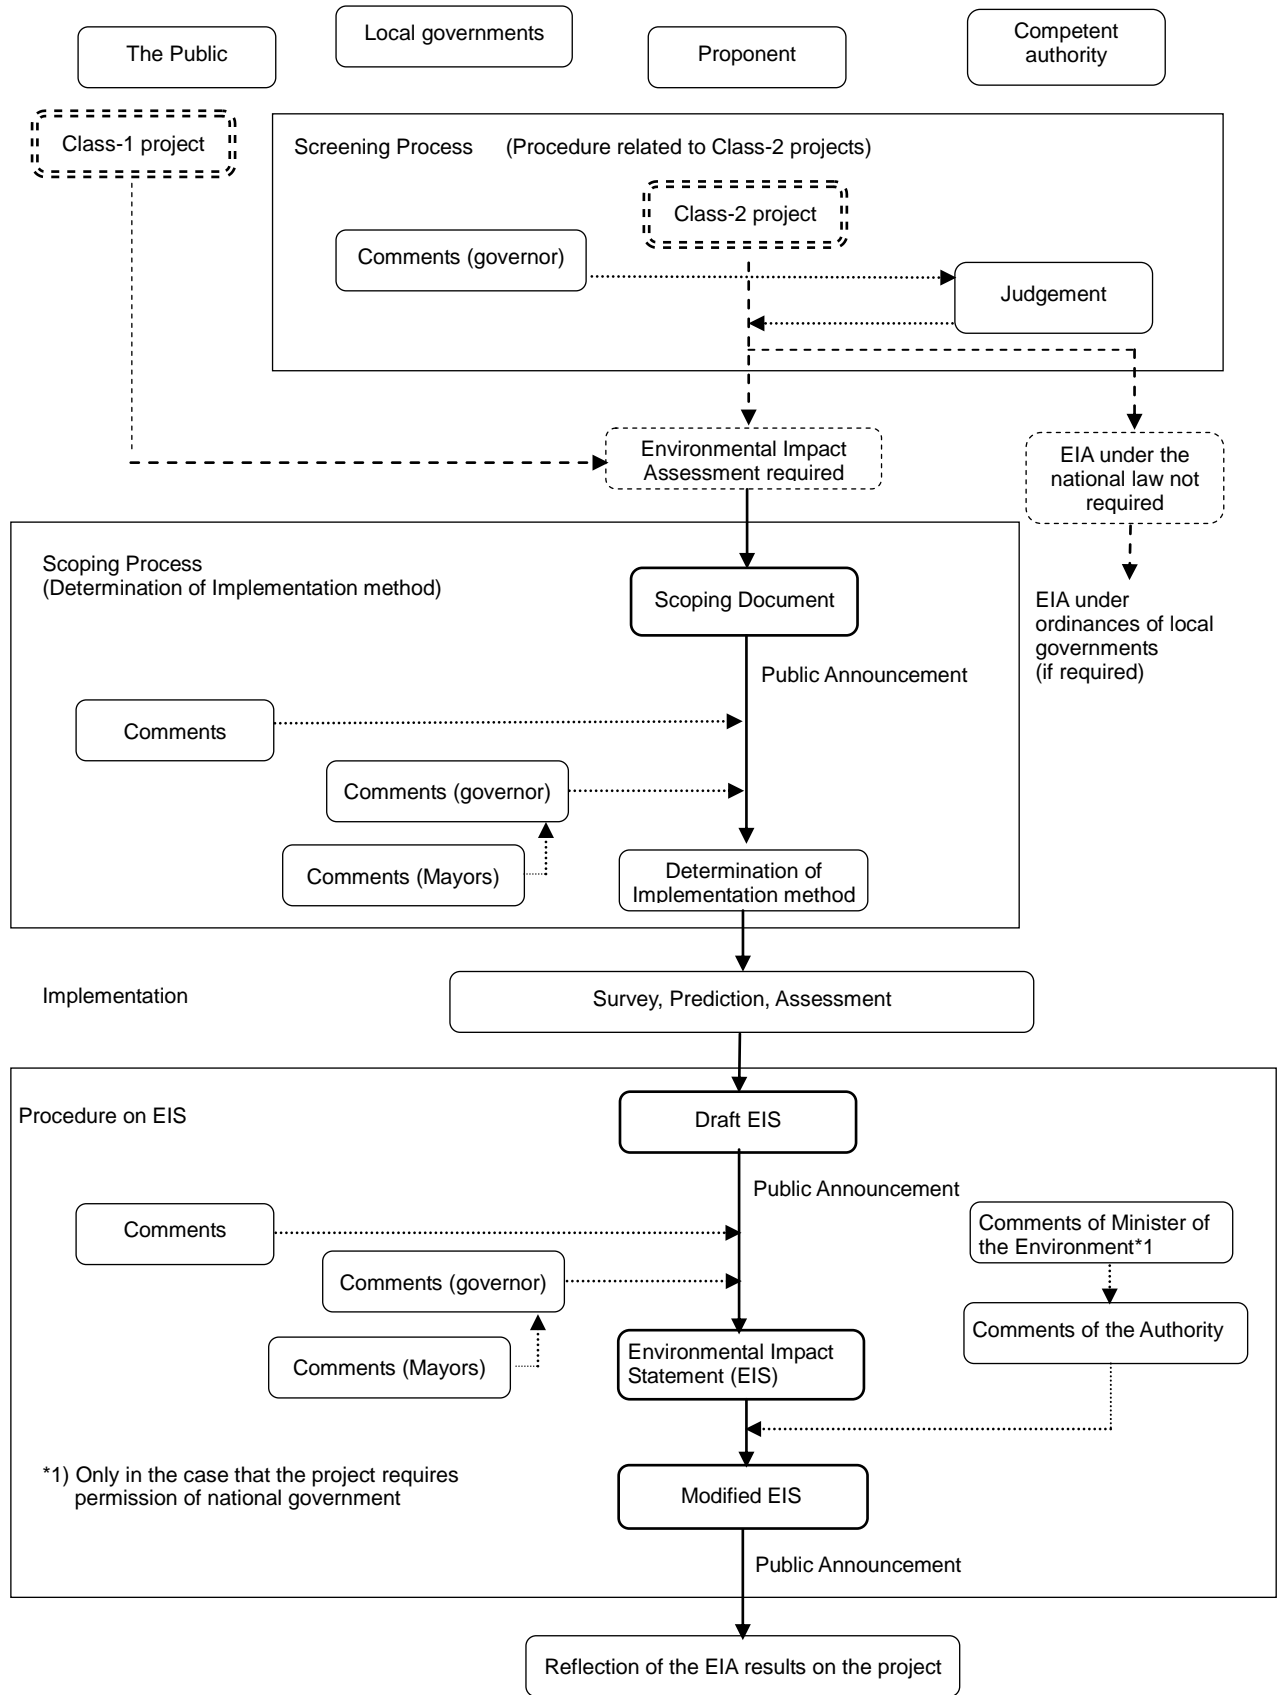 The Public
Local governments
Proponent
Competent
authority
Class-1 project
Screening Process (Procedure related to Class-2 projects)
Class-2 project
Comments (governor)
Judgement
Environmental Impact
Assessment required
EIA under the
national law not
required
Scoping Process
(Determination of Implementation method)
Scoping Document
EIA under
ordinances of local
governments
(if required)
Public Announcement
Comments
Comments (governor)
Comments (Mayors)
Determination of
Implementation method
Implementation
Survey, Prediction, Assessment
Procedure on EIS
Draft EIS
Public Announcement
Comments
Comments of Minister of
the Environment*1
Comments (governor)
Comments of the Authority
Comments (Mayors)
Environmental Impact
Statement (EIS)
*1) Only in the case that the project requires
permission of national government
Modified EIS
Public Announcement
Reflection of the EIA results on the project